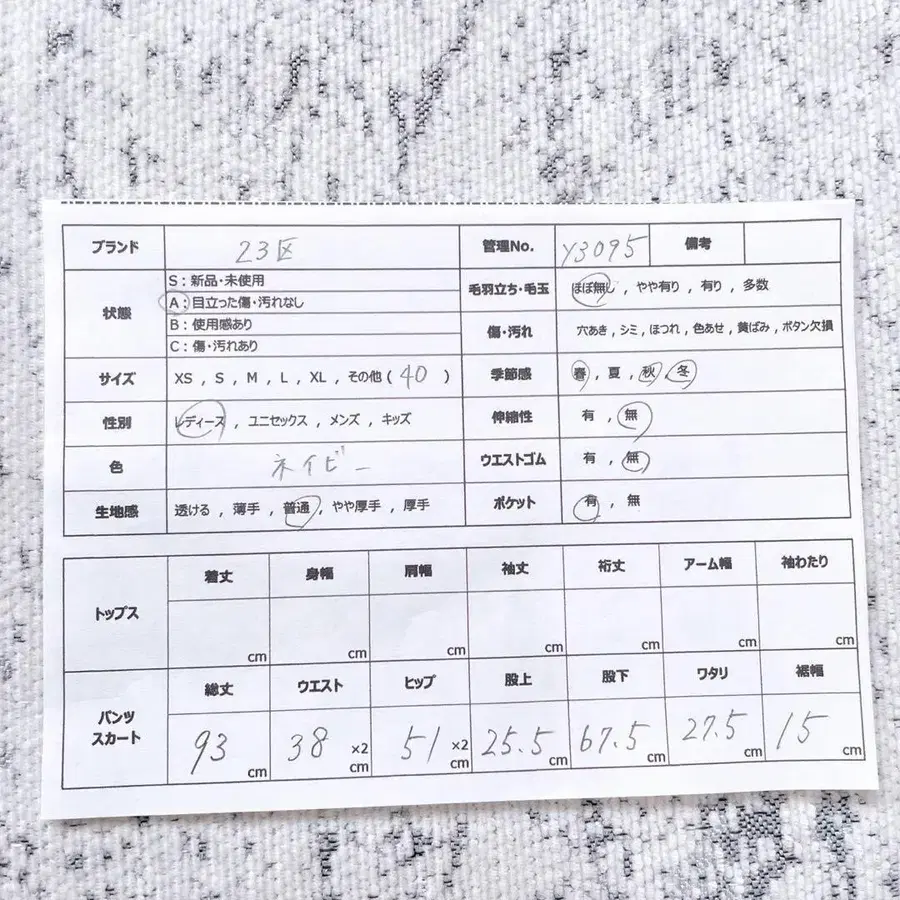 ブランド 23区 管理No. Y3095 備考
状態 S：新品・未使用 毛羽立ち・毛玉 ほぼ無し , やや有り , 有り , 多数
A：目立った傷・汚れなし
B：使用感あり 傷・汚れ 穴あき , シミ , ほつれ , 色あせ , 黄ばみ , ボタン欠損
C：傷・汚れあり
サイズ XS , S , M , L , XL , その他 ( 40 ) 季節感 春 , 夏 , 秋 , 冬
性別 レディース , ユニセックス , メンズ , キッズ 伸縮性 有 , 無
色 ネイビー ウエストゴム 有 , 無
生地感 透ける , 薄手 , 普通 , やや厚手 , 厚手 ポケット 有 , 無
トップス 着丈 身幅 肩幅 袖丈 裄丈 アーム幅 袖わたり
cm cm cm cm cm cm cm
パンツ スカート 総丈 ウエスト ヒップ 股上 股下 ワタリ 裾幅
93 cm 38 ×2 cm 51 ×2 cm 25.5 cm 67.5 cm 27.5 cm 15 cm